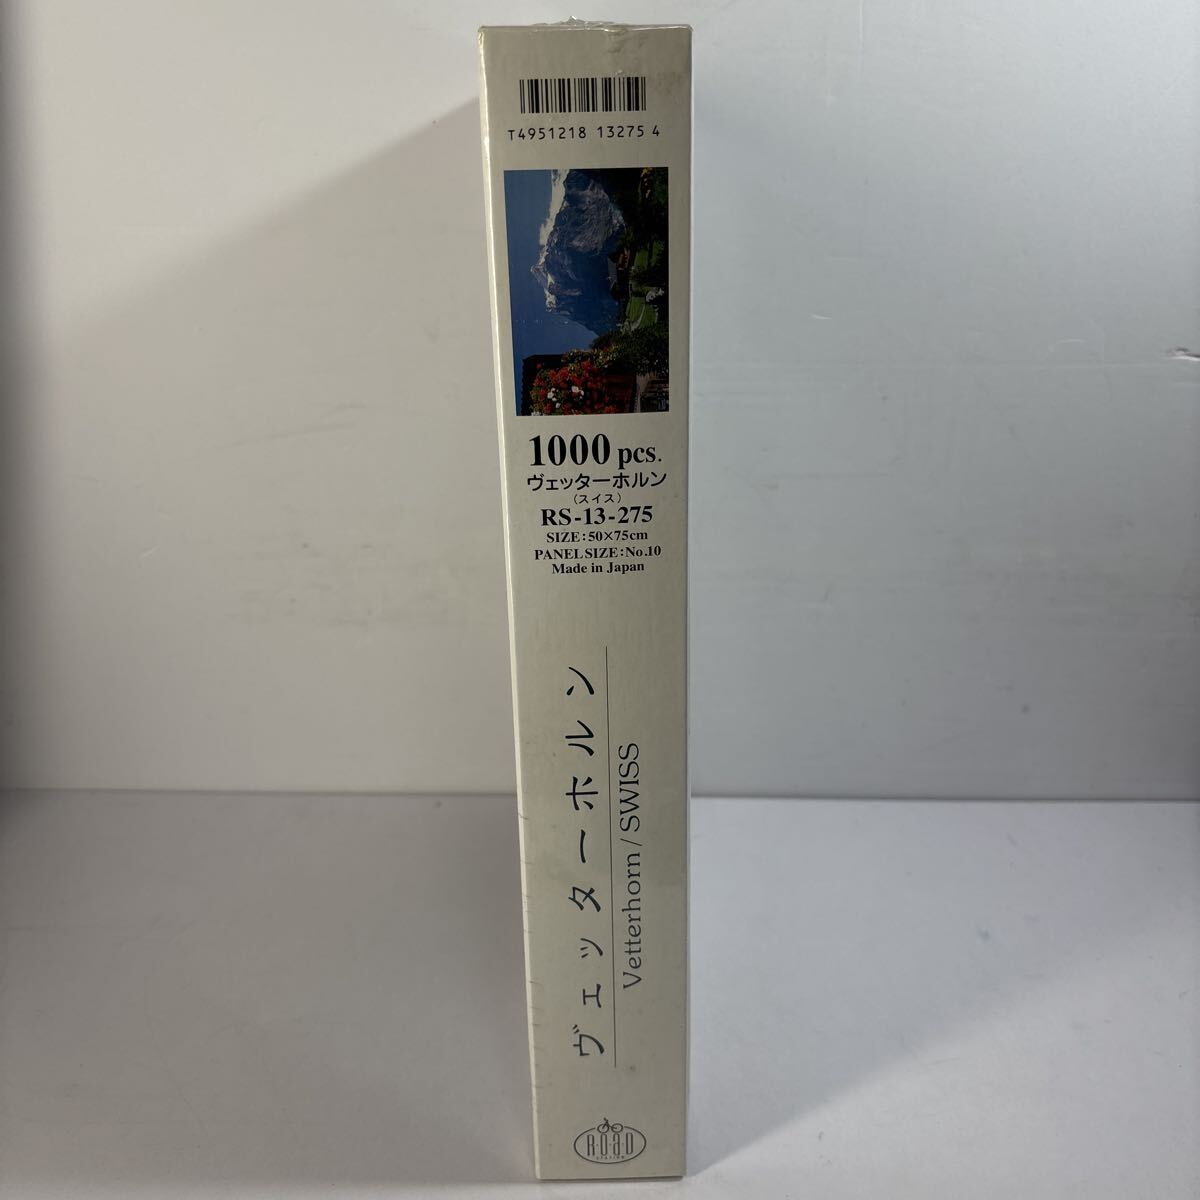 T4951218 13275 4
1000 pcs.
ヴェッターホルン
（スイス）
RS-13-275
SIZE:50×75cm
PANEL SIZE:No.10
Made in Japan
ヴェッターホルン
Vetterhorn / SWISS
R·O·a·D
STATION